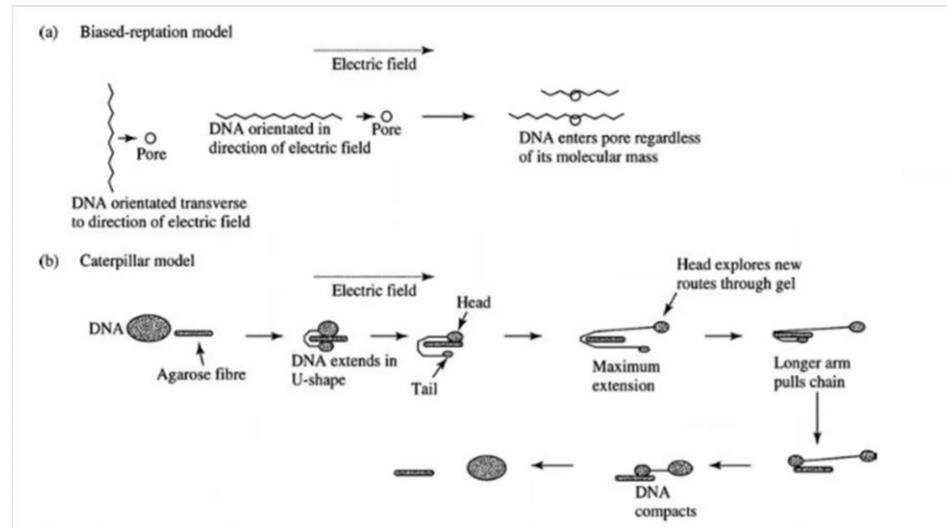 (a) Biased-reptation model
Electric field
DNA orientated in
direction of electric field
Pore
Pore
DNA enters pore regardless
of its molecular mass
DNA orientated transverse
to direction of electric field
(b) Caterpillar model
Electric field
Head explores new
routes through gel
Head
DNA
Agarose fibre
DNA extends in
U-shape
Tail
Maximum
extension
Longer arm
pulls chain
DNA
compacts